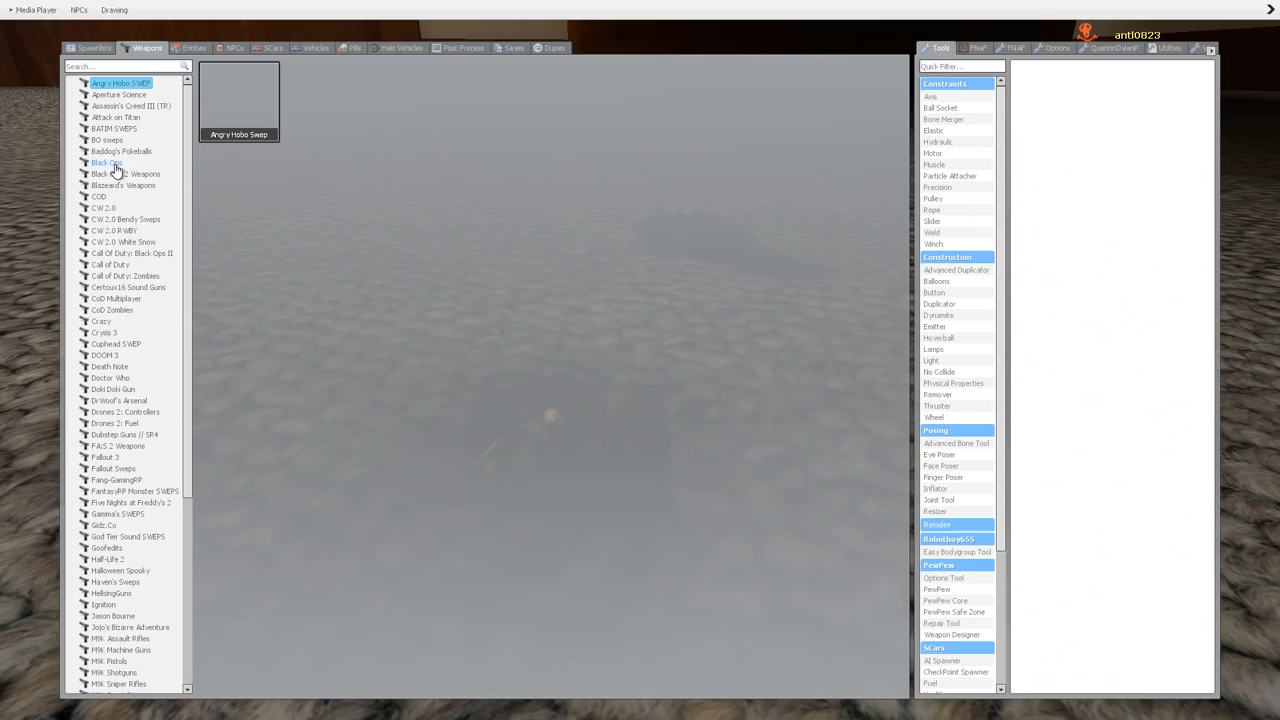 Media Player NPCs Drawing
antl0823
Spawnlists Weapons Entities NPCs SCars Vehicles Pills Halo Vehicles Post Process Saves Dupes
Tools FNaF FNAF Options QuentinDylanP Utilities
Search...
Quick Filter...
Angry Hobo SWEP
Aperture Science
Assassin's Creed III (TR)
Attack on Titan
BATIM SWEPS
BO sweps
Baddog's Pokeballs
Black Ops
Black 2 Weapons
Blazeard's Weapons
COD
CW 2.0
CW 2.0 Bendy Sweps
CW 2.0 RWBY
CW 2.0 White Snow
Call Of Duty: Black Ops II
Call of Duty
Call of Duty: Zombies
Certoux16 Sound Guns
CoD Multiplayer
CoD Zombies
Crazy
Crysis 3
Cuphead SWEP
DOOM 3
Death Note
Doctor Who
Doki Doki Gun
DrWoof's Arsenal
Drones 2: Controllers
Drones 2: Fuel
Dubstep Guns // SR4
FA:S 2 Weapons
Fallout 3
Fallout Sweps
Fang-GamingRP
FantasyRP Monster SWEPS
Five Nights at Freddy's 2
Gamma's SWEPS
Gidz.Co
God Tier Sound SWEPS
Goofedits
Half-Life 2
Halloween Spooky
Haven's Sweps
HellsingGuns
Ignition
Jason Bourne
Jojo's Bizarre Adventure
M9K Assault Rifles
M9K Machine Guns
M9K Pistols
M9K Shotguns
M9K Sniper Rifles
Angry Hobo Swep
Constraints
Axis
Ball Socket
Bone Merger
Elastic
Hydraulic
Motor
Muscle
Particle Attacher
Precision
Pulley
Rope
Slider
Weld
Winch
Construction
Advanced Duplicator
Balloons
Button
Duplicator
Dynamite
Emitter
Hoverball
Lamps
Light
No Collide
Physical Properties
Remover
Thruster
Wheel
Posing
Advanced Bone Tool
Eye Poser
Face Poser
Finger Poser
Inflator
Joint Tool
Resizer
Render
Robotboy655
Easy Bodygroup Tool
PewPew
Options Tool
PewPew
PewPew Core
PewPew Safe Zone
Repair Tool
Weapon Designer
SCars
AI Spawner
CheckPoint Spawner
Fuel